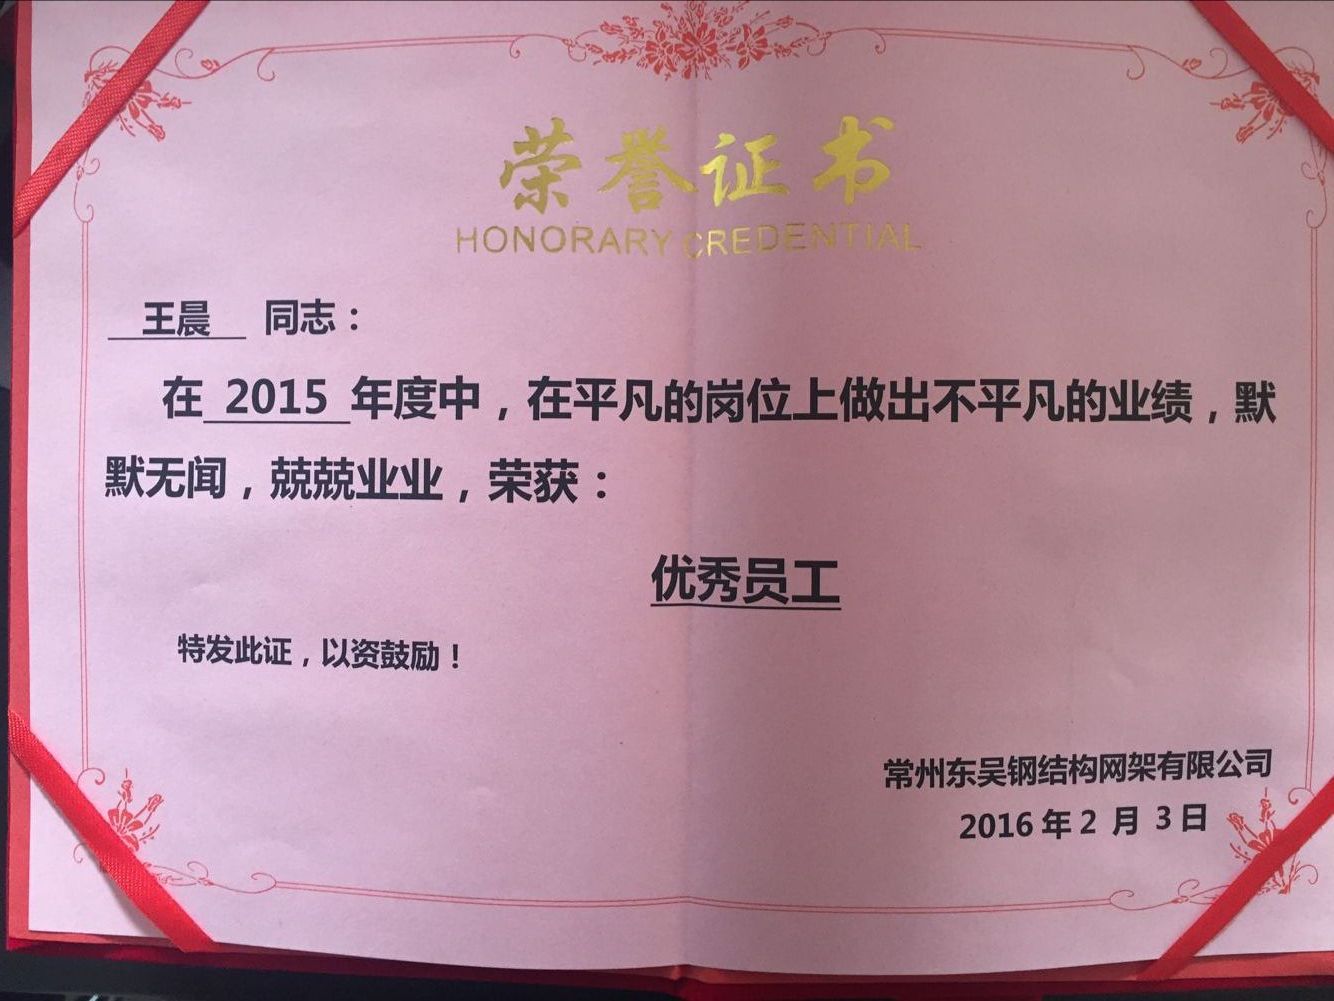 荣誉证书
HONORARY CREDENTIAL
王晨 同志：
在 2015 年度中，在平凡的岗位上做出不平凡的业绩，默
默无闻，兢兢业业，荣获：
优秀员工
特发此证，以资鼓励！
常州东吴钢结构网架有限公司
2016 年 2 月 3 日